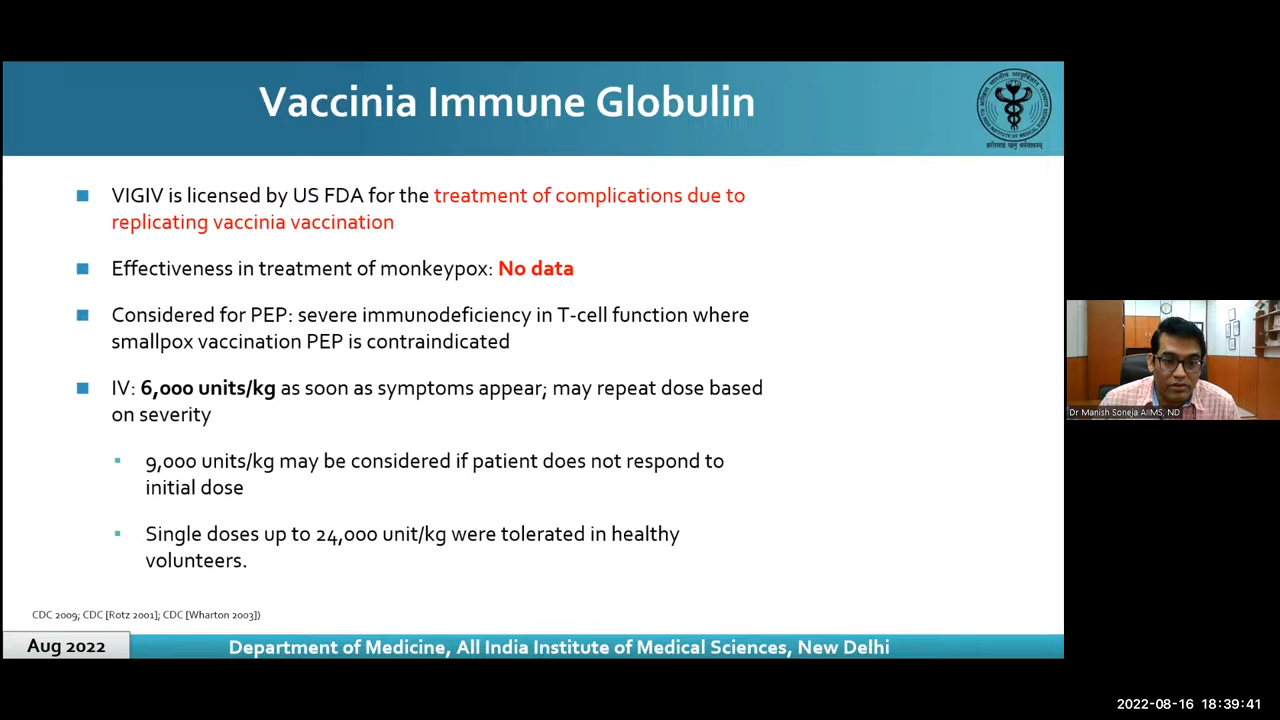 Vaccinia Immune Globulin
VIGIV is licensed by US FDA for the treatment of complications due to
replicating vaccinia vaccination
Effectiveness in treatment of monkeypox: No data
Considered for PEP: severe immunodeficiency in T-cell function where
smallpox vaccination PEP is contraindicated
IV: 6,000 units/kg as soon as symptoms appear; may repeat dose based
on severity
9,000 units/kg may be considered if patient does not respond to
initial dose
Single doses up to 24,000 unit/kg were tolerated in healthy
volunteers.
CDC 2009; CDC [Rotz 2001]; CDC [Wharton 2003])
Aug 2022
Department of Medicine, All India Institute of Medical Sciences, New Delhi
Dr Manish Soneja AIIMS, ND
2022-08-16 18:39:41